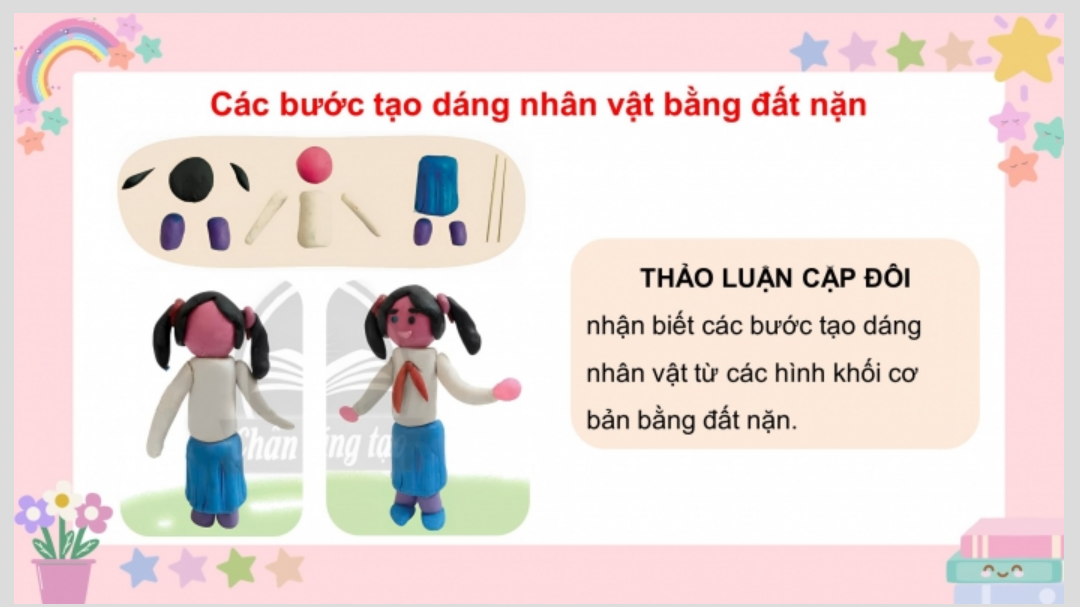 Các bước tạo dáng nhân vật bằng đất nặn
THẢO LUẬN CẶP ĐÔI
nhận biết các bước tạo dáng
nhân vật từ các hình khối cơ
bản bằng đất nặn.
Chân